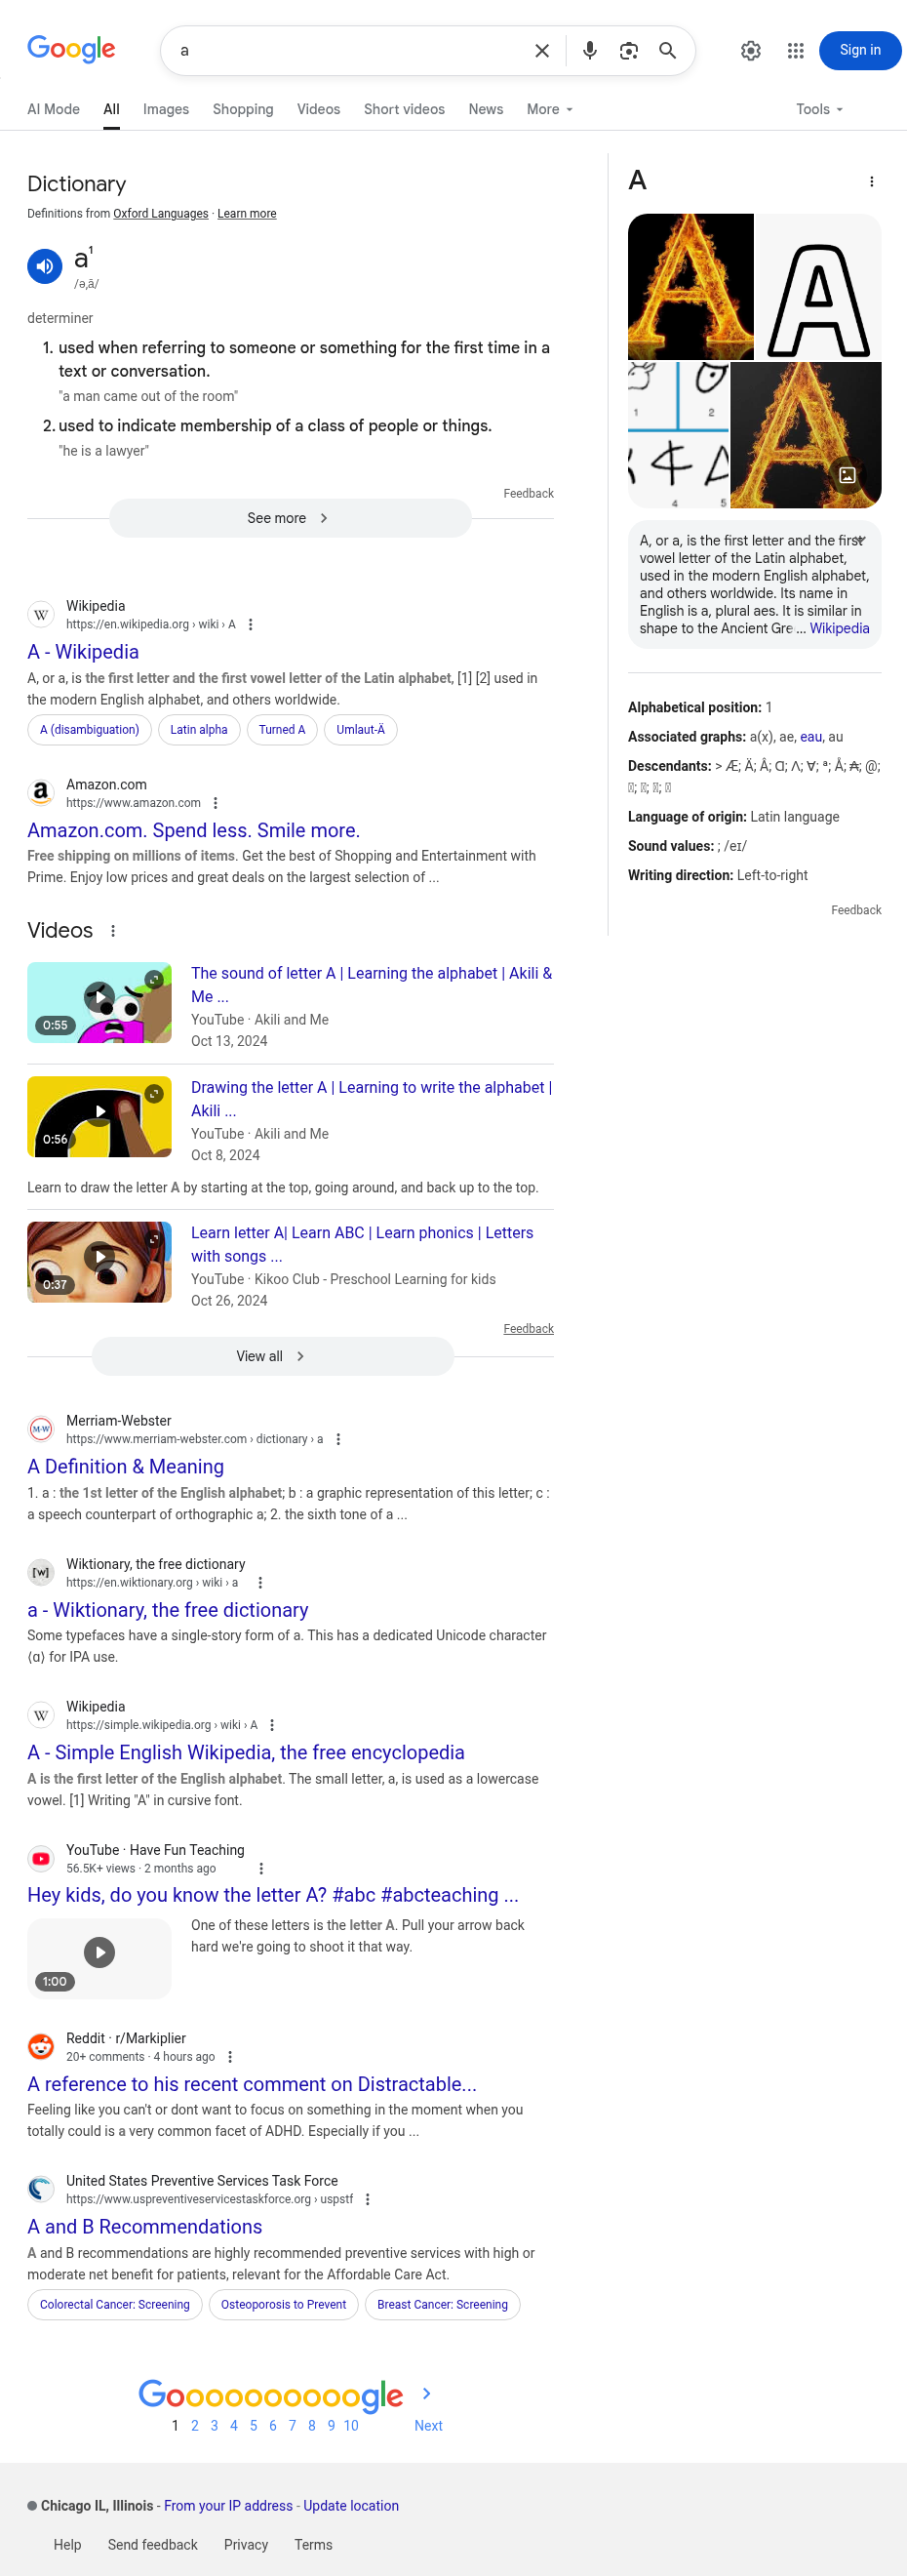 Google
a
Sign in
AI Mode
All
Images
Shopping
Videos
Short videos
News
More
Tools
Dictionary
Definitions from Oxford Languages · Learn more
a¹
/ə,ā/
determiner
1. used when referring to someone or something for the first time in a
text or conversation.
"a man came out of the room"
2. used to indicate membership of a class of people or things.
"he is a lawyer"
Feedback
See more
Wikipedia
https://en.wikipedia.org › wiki › A
A - Wikipedia
A, or a, is the first letter and the first vowel letter of the Latin alphabet, [1] [2] used in
the modern English alphabet, and others worldwide.
A (disambiguation)
Latin alpha
Turned A
Umlaut-Ä
Amazon.com
https://www.amazon.com
Amazon.com. Spend less. Smile more.
Free shipping on millions of items. Get the best of Shopping and Entertainment with
Prime. Enjoy low prices and great deals on the largest selection of ...
Videos
0:55
The sound of letter A | Learning the alphabet | Akili &
Me ...
YouTube · Akili and Me
Oct 13, 2024
0:56
Drawing the letter A | Learning to write the alphabet |
Akili ...
YouTube · Akili and Me
Oct 8, 2024
Learn to draw the letter A by starting at the top, going around, and back up to the top.
0:37
Learn letter A| Learn ABC | Learn phonics | Letters
with songs ...
YouTube · Kikoo Club - Preschool Learning for kids
Oct 26, 2024
Feedback
View all
Merriam-Webster
https://www.merriam-webster.com › dictionary › a
A Definition & Meaning
1. a : the 1st letter of the English alphabet; b : a graphic representation of this letter; c :
a speech counterpart of orthographic a; 2. the sixth tone of a ...
Wiktionary, the free dictionary
https://en.wiktionary.org › wiki › a
a - Wiktionary, the free dictionary
Some typefaces have a single-story form of a. This has a dedicated Unicode character
⟨ɑ⟩ for IPA use.
Wikipedia
https://simple.wikipedia.org › wiki › A
A - Simple English Wikipedia, the free encyclopedia
A is the first letter of the English alphabet. The small letter, a, is used as a lowercase
vowel. [1] Writing "A" in cursive font.
YouTube · Have Fun Teaching
56.5K+ views · 2 months ago
Hey kids, do you know the letter A? #abc #abcteaching ...
1:00
One of these letters is the letter A. Pull your arrow back
hard we're going to shoot it that way.
Reddit · r/Markiplier
20+ comments · 4 hours ago
A reference to his recent comment on Distractable...
Feeling like you can't or dont want to focus on something in the moment when you
totally could is a very common facet of ADHD. Especially if you ...
United States Preventive Services Task Force
https://www.uspreventiveservicestaskforce.org › uspstf
A and B Recommendations
A and B recommendations are highly recommended preventive services with high or
moderate net benefit for patients, relevant for the Affordable Care Act.
Colorectal Cancer: Screening
Osteoporosis to Prevent
Breast Cancer: Screening
A
A
A
1
2
4
5
A
A, or a, is the first letter and the first
vowel letter of the Latin alphabet,
used in the modern English alphabet,
and others worldwide. Its name in
English is a, plural aes. It is similar in
shape to the Ancient Gre... Wikipedia
Alphabetical position: 1
Associated graphs: a(x), ae, eau, au
Descendants: > Æ; Ä; Â; Ɑ; Λ; Ɐ; ª; Å; ₳; @;
Language of origin: Latin language
Sound values: ; /eɪ/
Writing direction: Left-to-right
Feedback
Goooooooooogle
1 2 3 4 5 6 7 8 9 10 Next
Chicago IL, Illinois - From your IP address - Update location
Help
Send feedback
Privacy
Terms